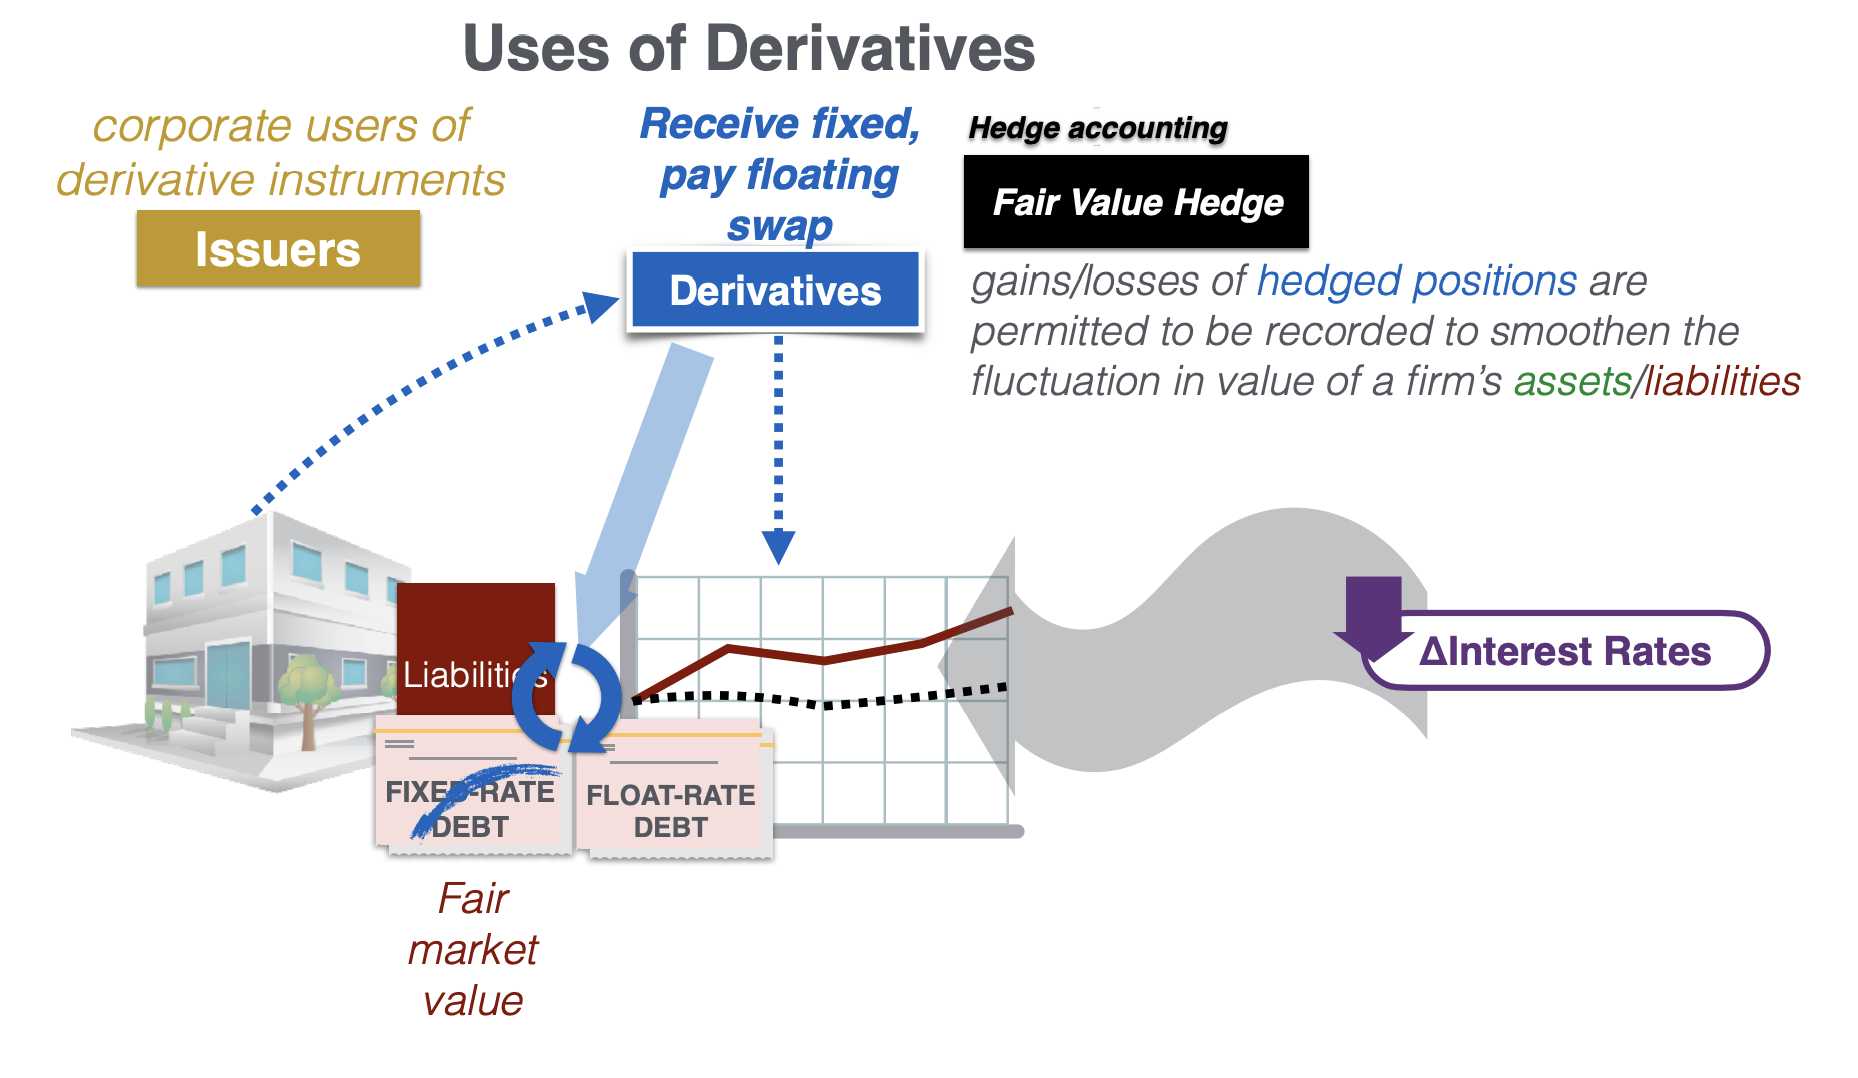 Uses of Derivatives
corporate users of
derivative instruments
Issuers
Receive fixed,
pay floating
swap
Derivatives
Hedge accounting
Fair Value Hedge
gains/losses of hedged positions are
permitted to be recorded to smoothen the
fluctuation in value of a firm's assets/liabilities
Liabilities
FIXED-RATE
DEBT
FLOAT-RATE
DEBT
ΔInterest Rates
Fair
market
value